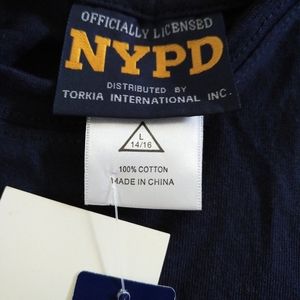 OFFICIALLY LICENSED
NYPD
DISTRIBUTED BY
TORKIA INTERNATIONAL INC.
L
14/16
100% COTTON
MADE IN CHINA